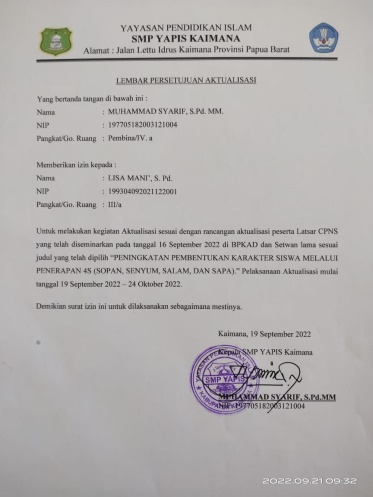 YAYASAN PENDIDIKAN ISLAM
SMP YAPIS KAIMANA
Alamat : Jalan Lettu Idrus Kaimana Provinsi Papua Barat
LEMBAR PERSETUJUAN AKTUALISASI
Yang bertanda tangan di bawah ini :
Nama : MUHAMMAD SYARIF, S.Pd. MM.
NIP : 197705182003121004
Pangkat/Go. Ruang : Pembina/IV. a
Memberikan izin kepada :
Nama : LISA MANI', S. Pd.
NIP : 199304092021122001
Pangkat/Go. Ruang : III/a
Untuk melakukan kegiatan Aktualisasi sesuai dengan rancangan aktualisasi peserta Latsar CPNS
yang telah diseminarkan pada tanggal 16 September 2022 di BPKAD dan Setwan lama sesuai
judul yang telah dipilih “PENINGKATAN PEMBENTUKAN KARAKTER SISWA MELALUI
PENERAPAN 4S (SOPAN, SENYUM, SALAM, DAN SAPA).” Pelaksanaan Aktualisasi mulai
tanggal 19 September 2022 – 24 Oktober 2022.
Demikian surat izin ini untuk dilaksanakan sebagaimana mestinya.
Kaimana, 19 September 2022
Kepala SMP YAPIS Kaimana
SMP YAPIS
MUHAMMAD SYARIF, S.Pd.MM
NIP. 197705182003121004
2022.09.21 09:32